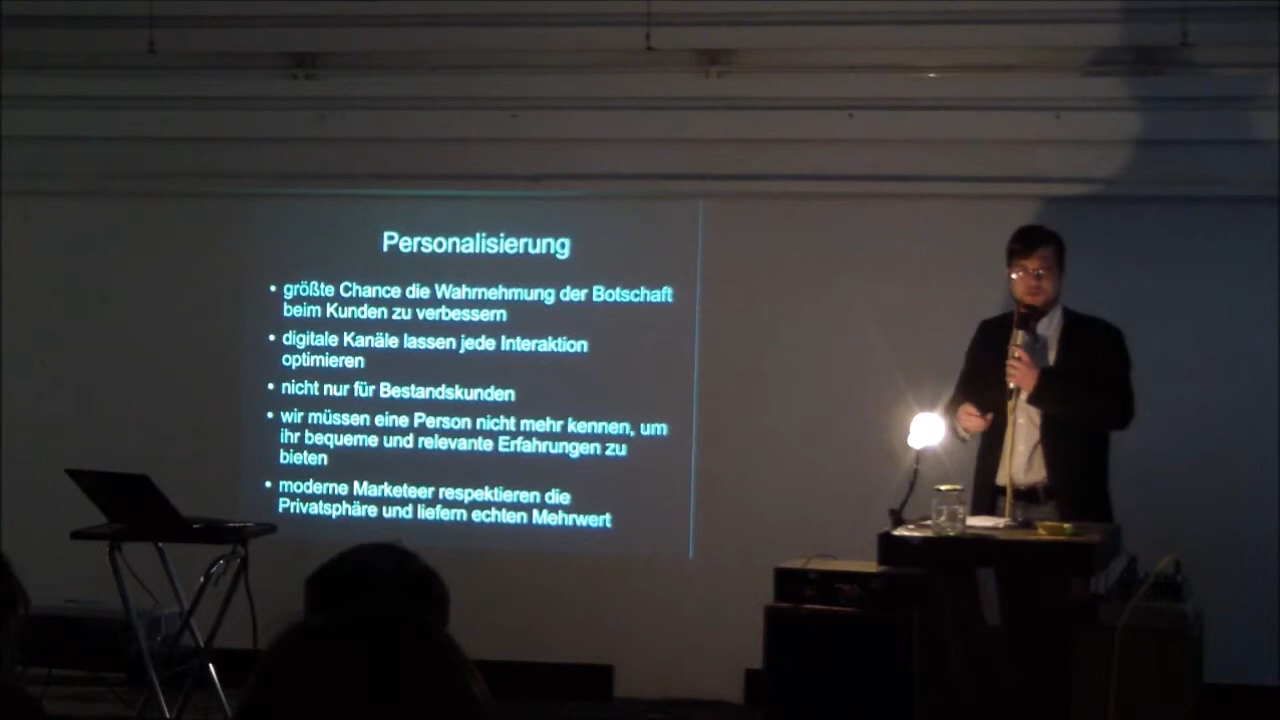 Personalisierung
• größte Chance die Wahrnehmung der Botschaft
beim Kunden zu verbessern
• digitale Kanäle lassen jede Interaktion
optimieren
• nicht nur für Bestandskunden
• wir müssen eine Person nicht mehr kennen, um
ihr bequeme und relevante Erfahrungen zu
bieten
• moderne Marketeer respektieren die
Privatsphäre und liefern echten Mehrwert